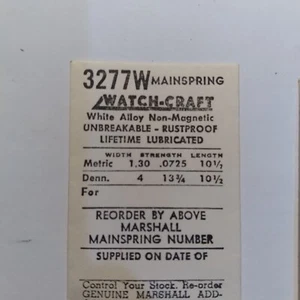 3277W MAINSPRING
WATCH-CRAFT
White Alloy Non-Magnetic
UNBREAKABLE - RUSTPROOF
LIFETIME LUBRICATED
WIDTH STRENGTH LENGTH
Metric 1.30 .0725 10½
Denn. 4 13¾ 10½
For
REORDER BY ABOVE
MARSHALL
MAINSPRING NUMBER
SUPPLIED ON DATE OF
Control Your Stock. Re-order
GENUINE MARSHALL ADD-